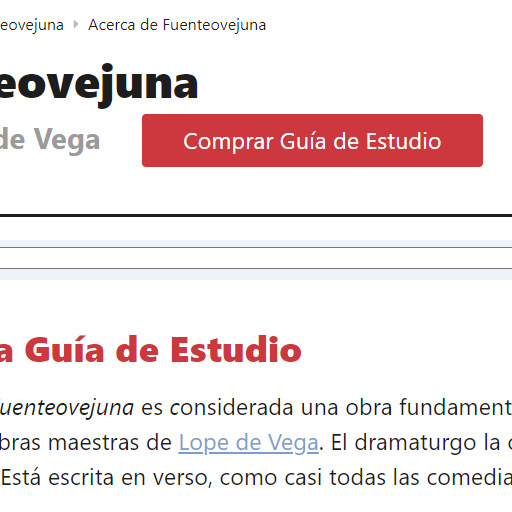 eovejuna Acerca de Fuenteovejuna
eovejuna
de Vega
Comprar Guía de Estudio
a Guía de Estudio
uenteovejuna es considerada una obra fundament
bras maestras de Lope de Vega. El dramaturgo la c
Está escrita en verso, como casi todas las comedia